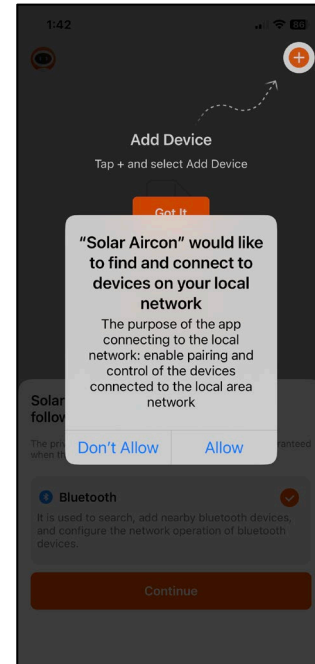 1:42
88
Add Device
Tap + and select Add Device
Got It
"Solar Aircon" would like
to find and connect to
devices on your local
network
The purpose of the app
connecting to the local
network: enable pairing and
control of the devices
connected to the local area
network
Don't Allow
Allow
Solar
follow
The
ranteed
when
Bluetooth
It is used to search, add nearby bluetooth devices,
and configure the network operation of bluetooth
devices.
Continue